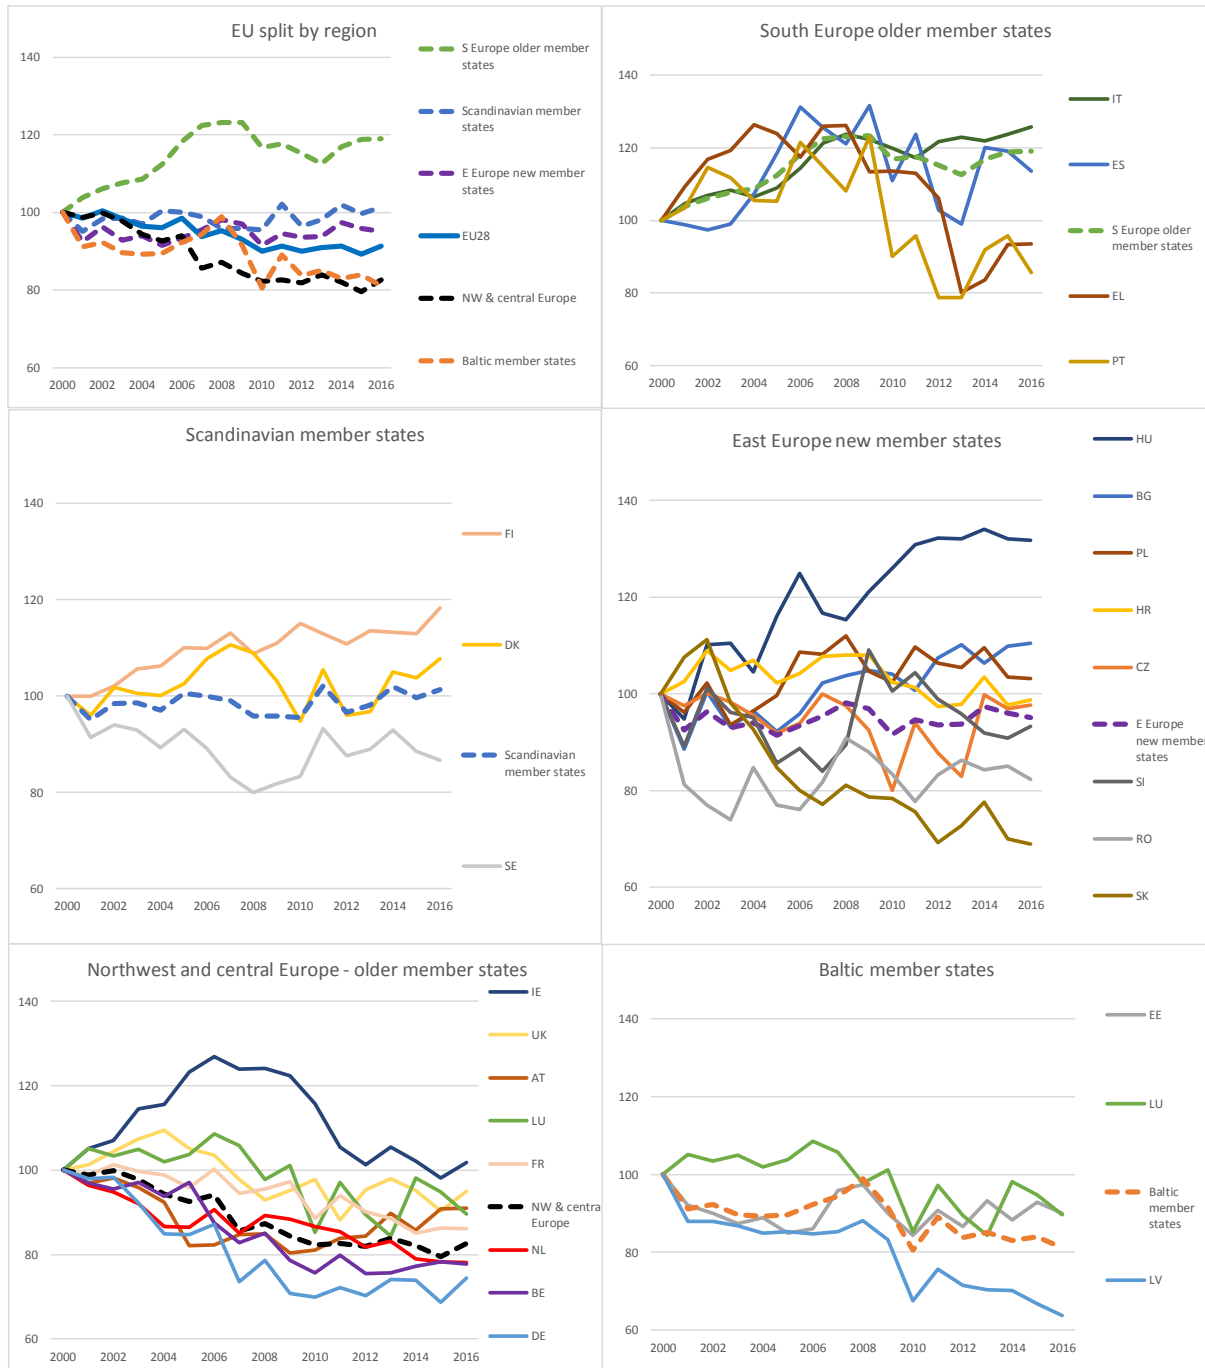 EU split by region
140
120
100
80
60
2000 2002 2004 2006 2008 2010 2012 2014 2016
S Europe older member
states
Scandinavian member
states
E Europe new member
states
EU28
NW & central Europe
Baltic member states
South Europe older member states
140
120
100
80
60
2000 2002 2004 2006 2008 2010 2012 2014 2016
IT
ES
S Europe older
member states
EL
PT
Scandinavian member states
140
120
100
80
60
2000 2002 2004 2006 2008 2010 2012 2014 2016
FI
DK
Scandinavian
member states
SE
East Europe new member states
140
120
100
80
60
2000 2002 2004 2006 2008 2010 2012 2014 2016
HU
BG
PL
HR
CZ
E Europe
new member
states
SI
RO
SK
Northwest and central Europe - older member states
140
120
100
80
60
2000 2002 2004 2006 2008 2010 2012 2014 2016
IE
UK
AT
LU
FR
NW & centra
Europe
NL
BE
DE
Baltic member states
140
120
100
80
60
2000 2002 2004 2006 2008 2010 2012 2014 2016
EE
LU
Baltic
member
states
LV